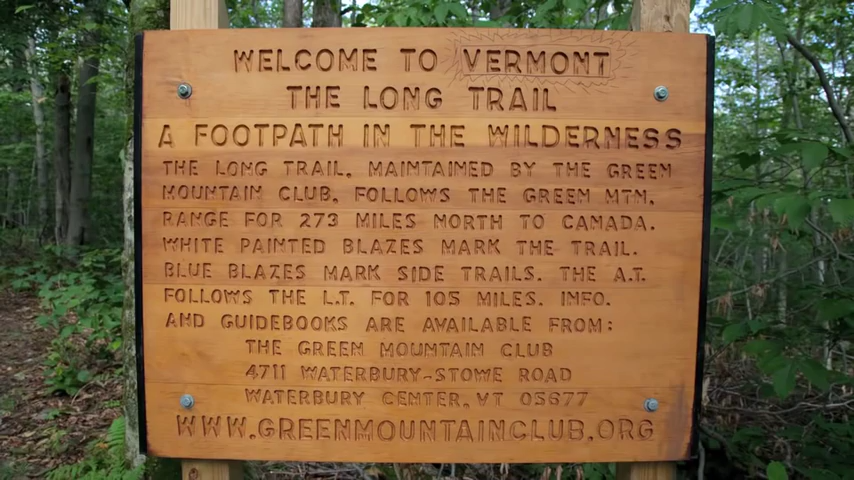 WELCOME TO VERMONT
THE LONG TRAIL
A FOOTPATH IN THE WILDERNESS
THE LONG TRAIL, MAINTAINED BY THE GREEN
MOUNTAIN CLUB, FOLLOWS THE GREEN MTN.
RANGE FOR 273 MILES NORTH TO CANADA.
WHITE PAINTED BLAZES MARK THE TRAIL.
BLUE BLAZES MARK SIDE TRAILS. THE A.T.
FOLLOWS THE L.T. FOR 105 MILES. INFO.
AND GUIDEBOOKS ARE AVAILABLE FROM:
THE GREEN MOUNTAIN CLUB
4711 WATERBURY-STOWE ROAD
WATERBURY CENTER, VT 05677
WWW.GREENMOUNTAINCLUB.ORG